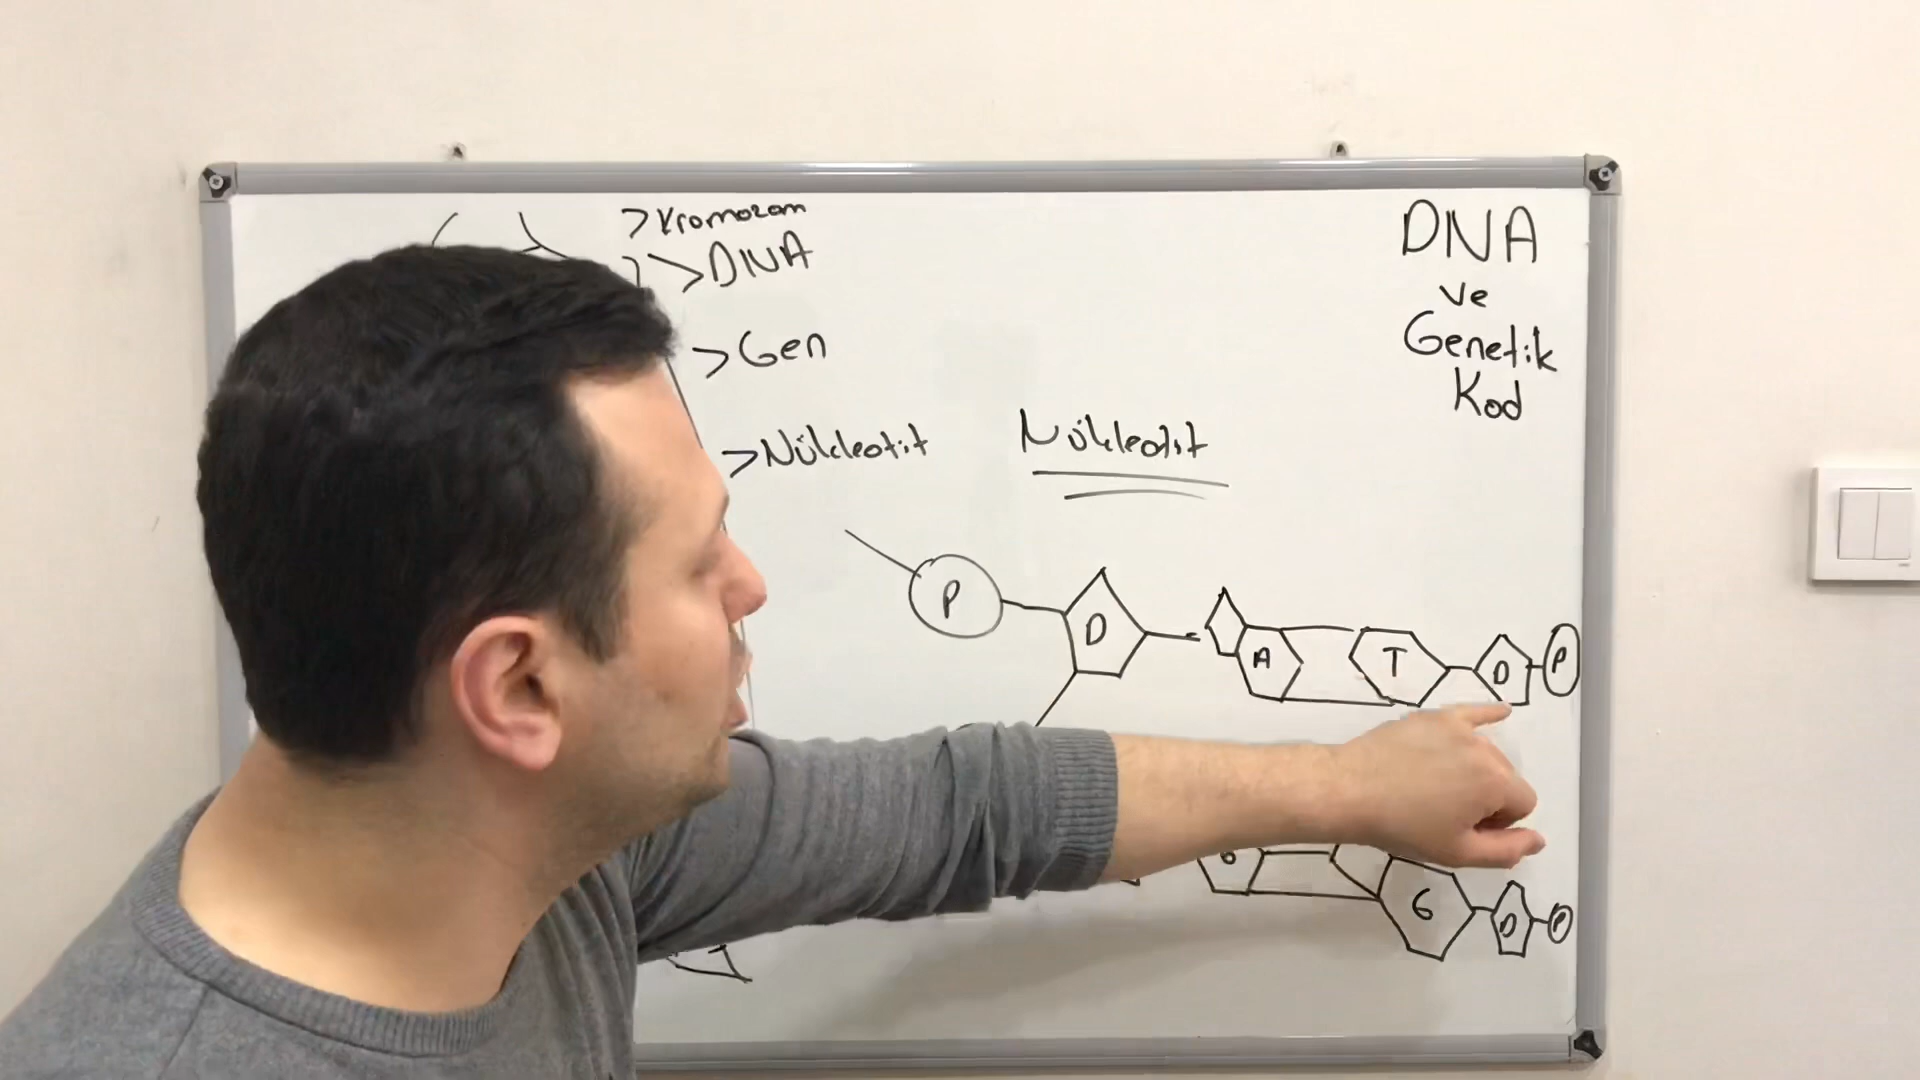 >Kromozom
>DNA
>Gen
>Nükleotit
DNA
ve
Genetik
Kod
Nükleotit
P D A T D P
G D P